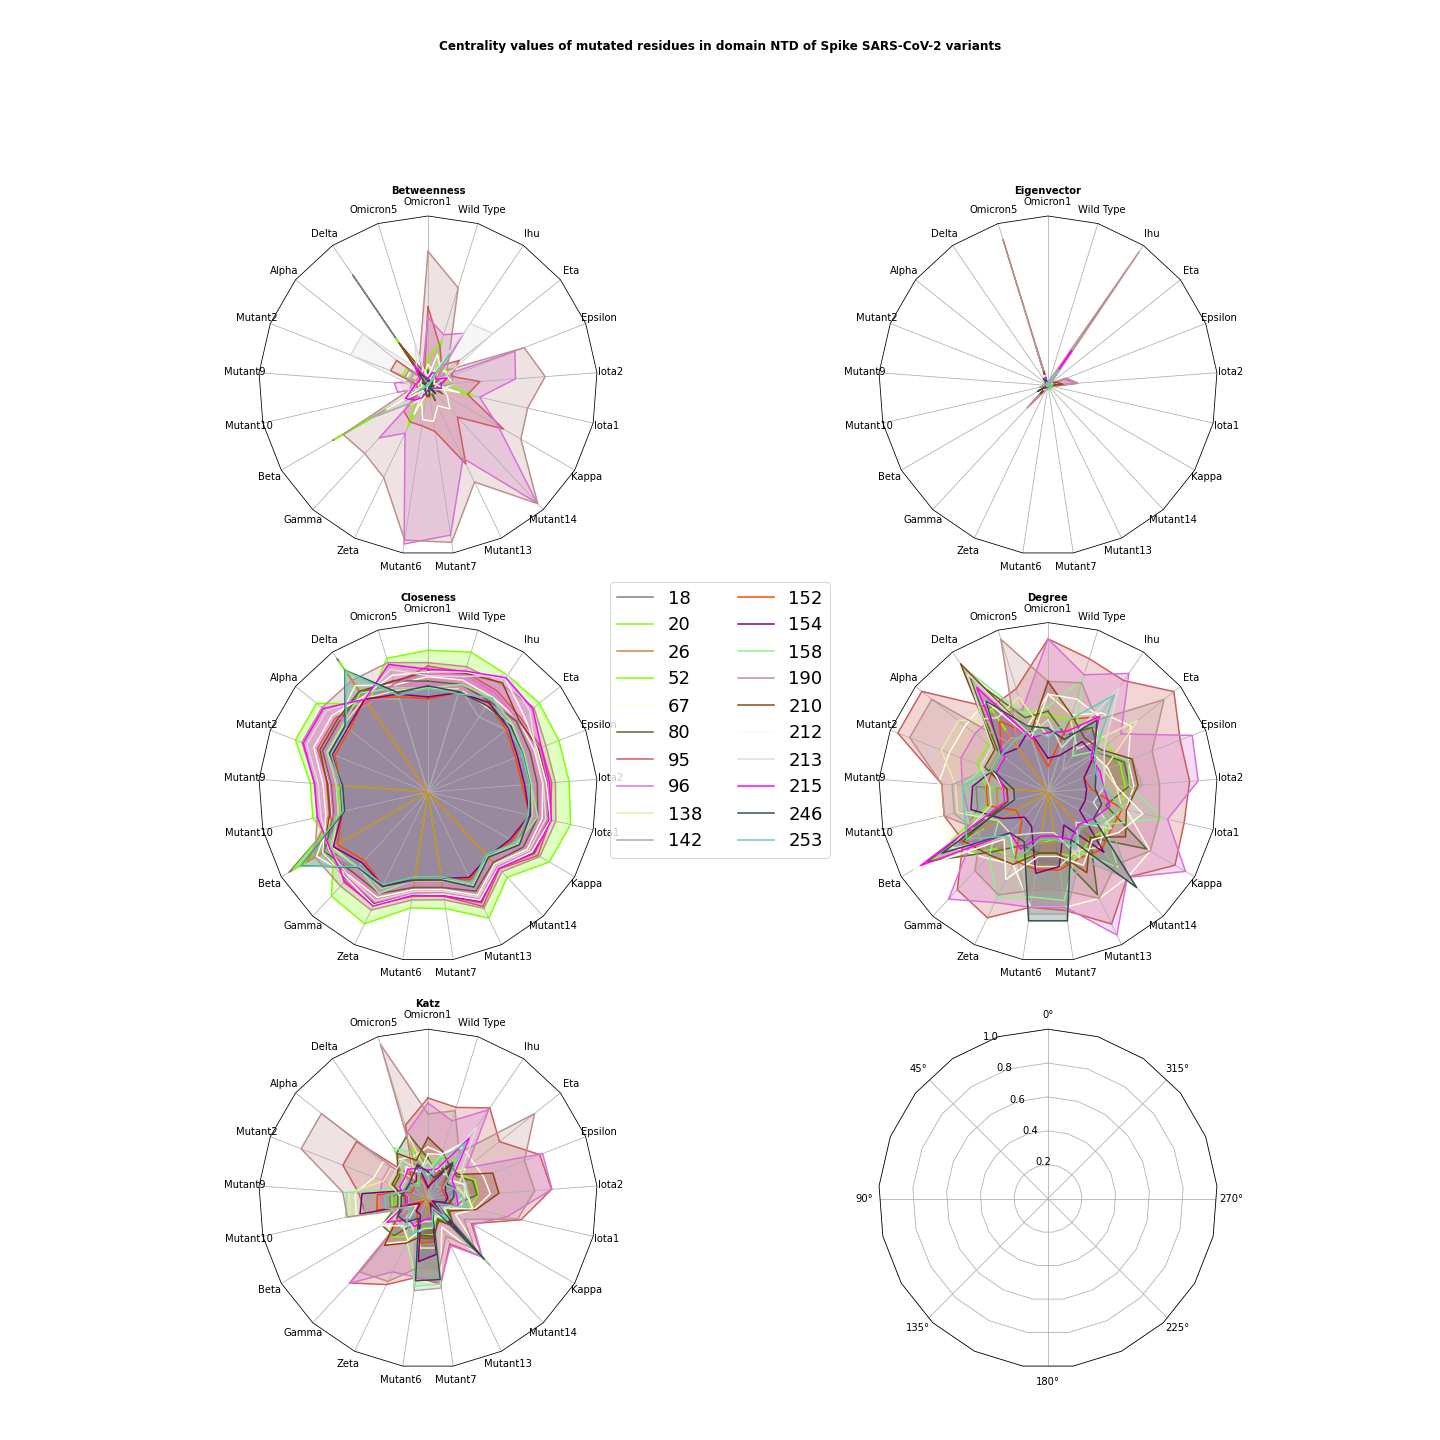 Centrality values of mutated residues in domain NTD of Spike SARS-CoV-2 variants
Betweenness
Omicron1
Wild Type
Ihu
Eta
Epsilon
Iota2
Iota1
Kappa
Mutant14
Mutant13
Mutant7
Mutant6
Zeta
Gamma
Beta
Mutant10
Mutant9
Mutant2
Alpha
Delta
Omicron5
Eigenvector
Omicron1
Wild Type
Ihu
Eta
Epsilon
Iota2
Iota1
Kappa
Mutant14
Mutant13
Mutant7
Mutant6
Zeta
Gamma
Beta
Mutant10
Mutant9
Mutant2
Alpha
Delta
Omicron5
Closeness
Omicron1
Wild Type
Ihu
Eta
Epsilon
Iota2
Iota1
Kappa
Mutant14
Mutant13
Mutant7
Mutant6
Zeta
Gamma
Beta
Mutant10
Mutant9
Mutant2
Alpha
Delta
Omicron5
18
20
26
52
67
80
95
96
138
142
152
154
158
190
210
212
213
215
246
253
Degree
Omicron1
Wild Type
Ihu
Eta
Epsilon
Iota2
Iota1
Kappa
Mutant14
Mutant13
Mutant7
Mutant6
Zeta
Gamma
Beta
Mutant10
Mutant9
Mutant2
Alpha
Delta
Omicron5
Katz
Omicron1
Wild Type
Ihu
Eta
Epsilon
Iota2
Iota1
Kappa
Mutant14
Mutant13
Mutant7
Mutant6
Zeta
Gamma
Beta
Mutant10
Mutant9
Mutant2
Alpha
Delta
Omicron5
0°
315°
270°
225°
180°
135°
90°
45°
1.0
0.8
0.6
0.4
0.2